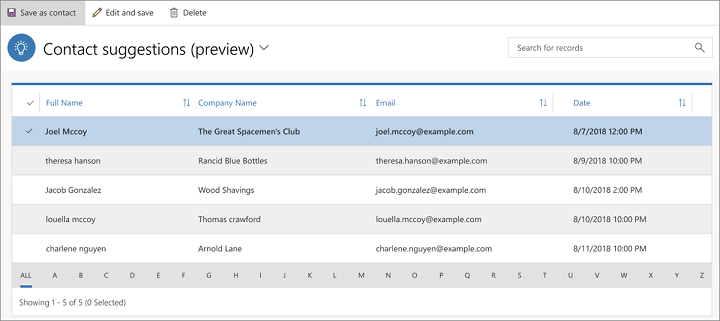 Save as contact Edit and save Delete
Contact suggestions (preview) Search for records
Full Name Company Name Email Date
Joel Mccoy The Great Spacemen's Club joel.mccoy@example.com 8/7/2018 12:00 PM
theresa hanson Rancid Blue Bottles theresa.hanson@example.com 8/9/2018 10:00 PM
Jacob Gonzalez Wood Shavings jacob.gonzalez@example.com 8/10/2018 2:00 PM
louella mccoy Thomas crawford louella.mccoy@example.com 8/10/2018 10:00 PM
charlene nguyen Arnold Lane charlene.nguyen@example.com 8/11/2018 10:00 PM
ALL A B C D E F G H I J K L M N O P Q R S T U V W X Y Z
Showing 1 - 5 of 5 (0 Selected)